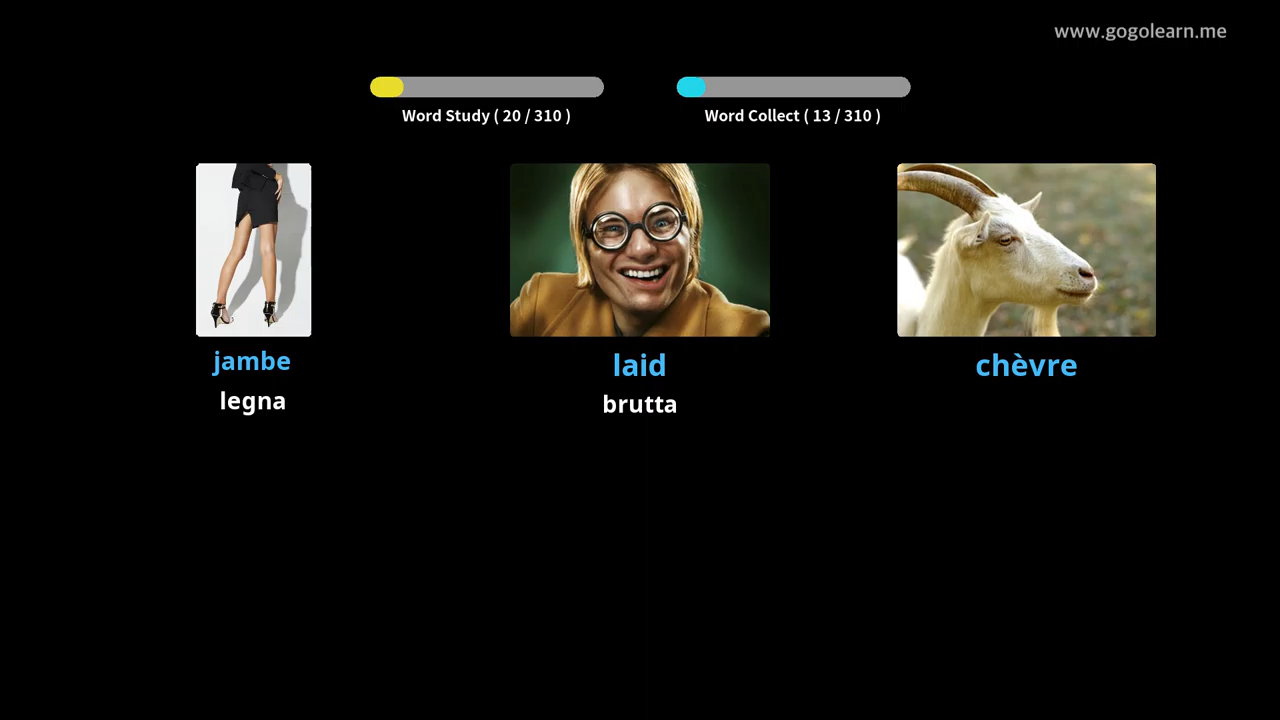 www.gogolearn.me
Word Study ( 20 / 310 )
Word Collect ( 13 / 310 )
jambe
laid
chèvre
legna
brutta